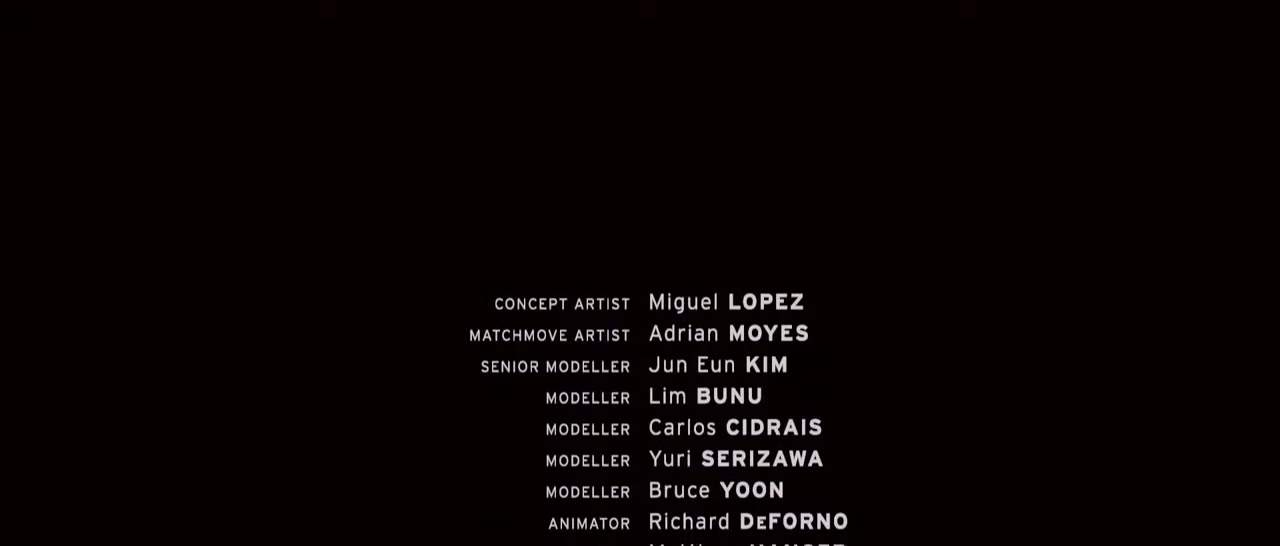 CONCEPT ARTIST Miguel LOPEZ
MATCHMOVE ARTIST Adrian MOYES
SENIOR MODELLER Jun Eun KIM
MODELLER Lim BUNU
MODELLER Carlos CIDRAIS
MODELLER Yuri SERIZAWA
MODELLER Bruce YOON
ANIMATOR Richard DeFORNO